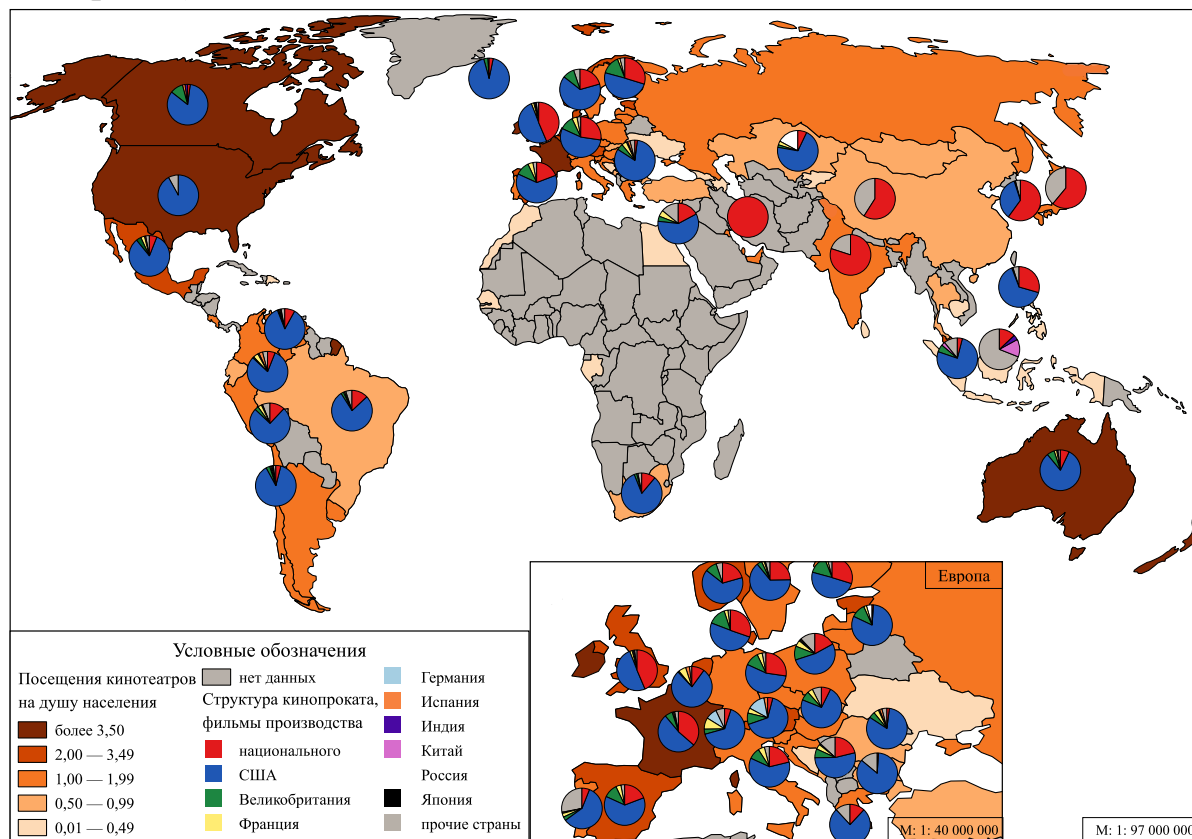 Европа
М: 1: 40 000 000
М: 1: 97 000 000
Условные обозначения
Посещения кинотеатров
на душу населения
более 3,50
2,00 — 3,49
1,00 — 1,99
0,50 — 0,99
0,01 — 0,49
нет данных
Структура кинопроката,
фильмы производства
национального
США
Великобритания
Франция
Германия
Испания
Индия
Китай
Россия
Япония
прочие страны